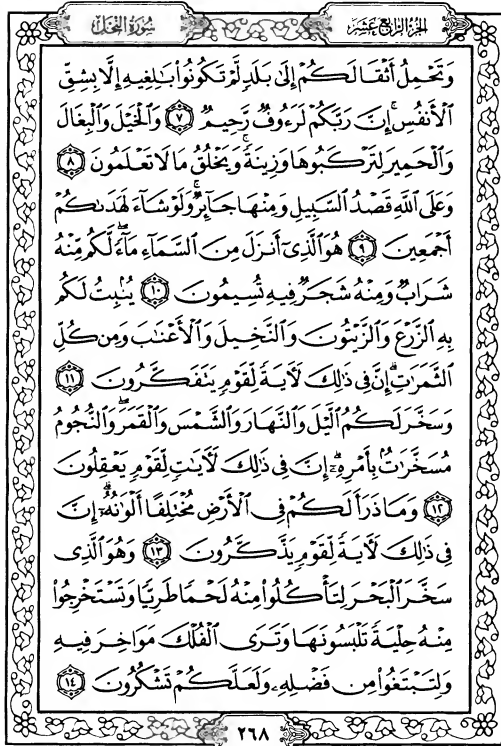 الجزء الرابع عشر
سورة النحل
وَتَحْمِلُ أَثْقَالَكُمْ إِلَىٰ بَلَدٍ لَّمْ تَكُونُوا۟ بَٰلِغِيهِ إِلَّا بِشِقِّ
ٱلْأَنفُسِ ۚ إِنَّ رَبَّكُمْ لَرَءُوفٌ رَّحِيمٌ ٧ وَٱلْخَيْلَ وَٱلْبِغَالَ
وَٱلْحَمِيرَ لِتَرْكَبُوهَا وَزِينَةً ۚ وَيَخْلُقُ مَا لَا تَعْلَمُونَ ٨
وَعَلَى ٱللَّهِ قَصْدُ ٱلسَّبِيلِ وَمِنْهَا جَآئِرٌ ۚ وَلَوْ شَآءَ لَهَدَىٰكُمْ
أَجْمَعِينَ ٩ هُوَ ٱلَّذِىٓ أَنزَلَ مِنَ ٱلسَّمَآءِ مَآءً ۖ لَّكُم مِّنْهُ
شَرَابٌ وَمِنْهُ شَجَرٌ فِيهِ تُسِيمُونَ ١٠ يُنۢبِتُ لَكُم
بِهِ ٱلزَّرْعَ وَٱلزَّيْتُونَ وَٱلنَّخِيلَ وَٱلْأَعْنَٰبَ وَمِن كُلِّ
ٱلثَّمَرَٰتِ ۗ إِنَّ فِى ذَٰلِكَ لَءَايَةً لِّقَوْمٍ يَتَفَكَّرُونَ ١١
وَسَخَّرَ لَكُمُ ٱلَّيْلَ وَٱلنَّهَارَ وَٱلشَّمْسَ وَٱلْقَمَرَ ۖ وَٱلنُّجُومُ
مُسَخَّرَٰتٌۢ بِأَمْرِهِۦٓ ۗ إِنَّ فِى ذَٰلِكَ لَءَايَٰتٍ لِّقَوْمٍ يَعْقِلُونَ
١٢ وَمَا ذَرَأَ لَكُمْ فِى ٱلْأَرْضِ مُخْتَلِفًا أَلْوَٰنُهُۥٓ ۗ إِنَّ
فِى ذَٰلِكَ لَءَايَةً لِّقَوْمٍ يَذَّكَّرُونَ ١٣ وَهُوَ ٱلَّذِى
سَخَّرَ ٱلْبَحْرَ لِتَأْكُلُوا۟ مِنْهُ لَحْمًا طَرِيًّا وَتَسْتَخْرِجُوا۟
مِنْهُ حِلْيَةً تَلْبَسُونَهَا وَتَرَى ٱلْفُلْكَ مَوَاخِرَ فِيهِ
وَلِتَبْتَغُوا۟ مِن فَضْلِهِۦ وَلَعَلَّكُمْ تَشْكُرُونَ ١٤
٢٦٨